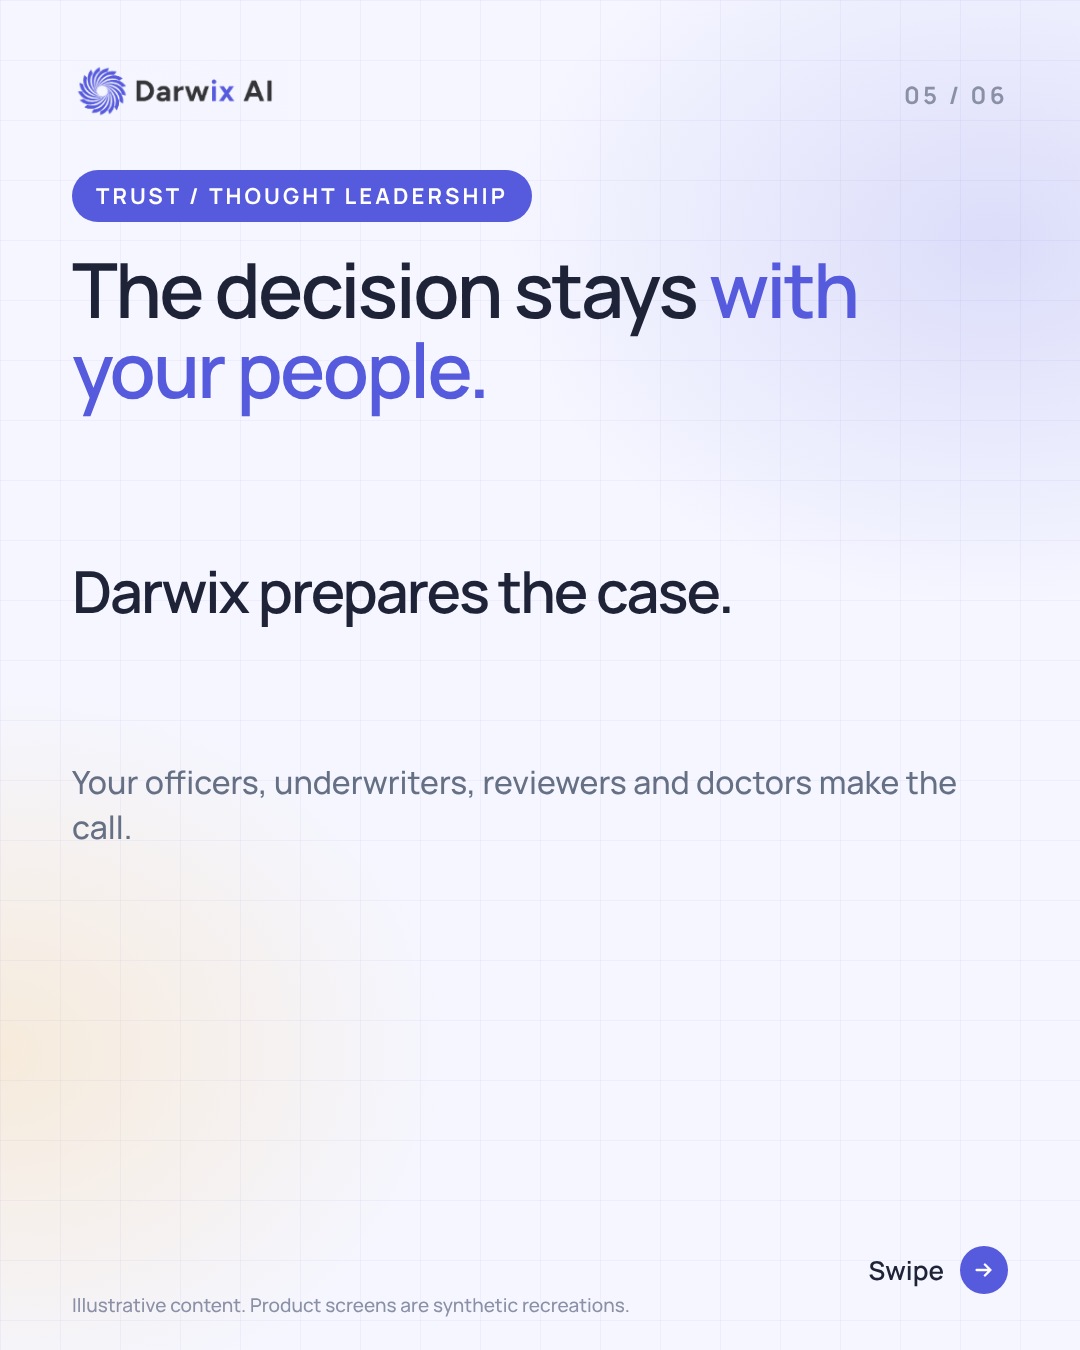 Darwix AI
05 / 06
TRUST / THOUGHT LEADERSHIP
The decision stays with
your people.
Darwix prepares the case.
Your officers, underwriters, reviewers and doctors make the
call.
Swipe
Illustrative content. Product screens are synthetic recreations.